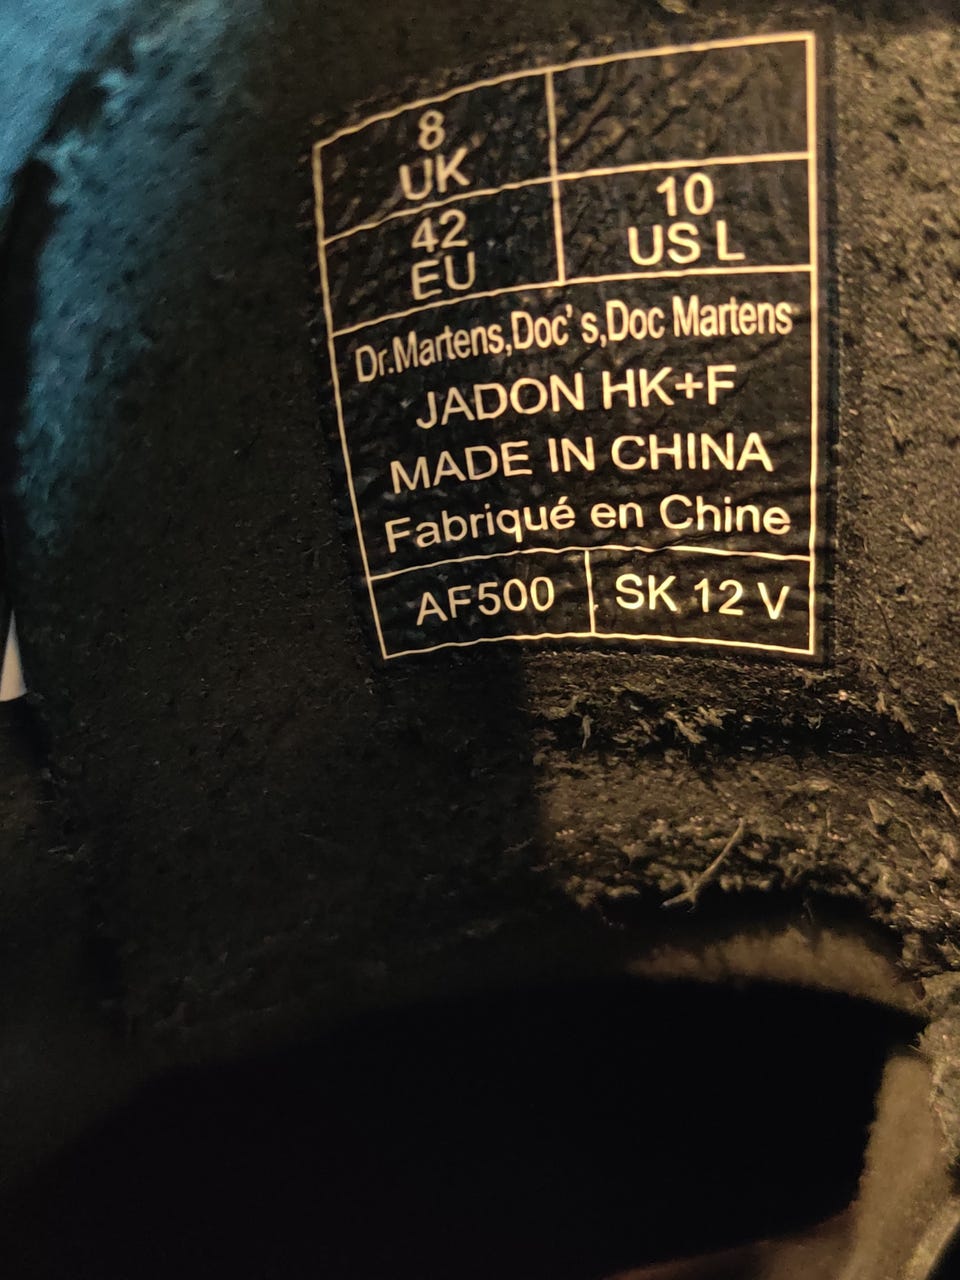 8
UK
42
EU
10
US L
Dr.Martens,Doc's,Doc Martens
JADON HK+F
MADE IN CHINA
Fabriqué en Chine
AF500
SK 12 V